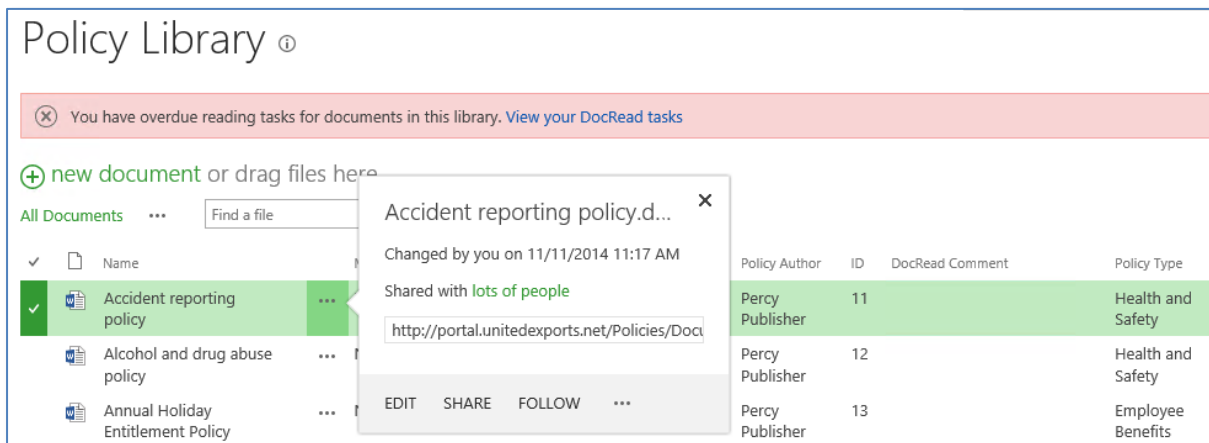 Policy Library
You have overdue reading tasks for documents in this library. View your DocRead tasks
new document or drag files here
All Documents ... Find a file
Accident reporting policy.d...
Changed by you on 11/11/2014 11:17 AM
Shared with lots of people
http://portal.unitedexports.net/Policies/Docu
EDIT SHARE FOLLOW ...
Name Policy Author ID DocRead Comment Policy Type
Accident reporting ... Percy 11 Health and
policy Publisher Safety
Alcohol and drug abuse ... Percy 12 Health and
policy Publisher Safety
Annual Holiday ... Percy 13 Employee
Entitlement Policy Publisher Benefits